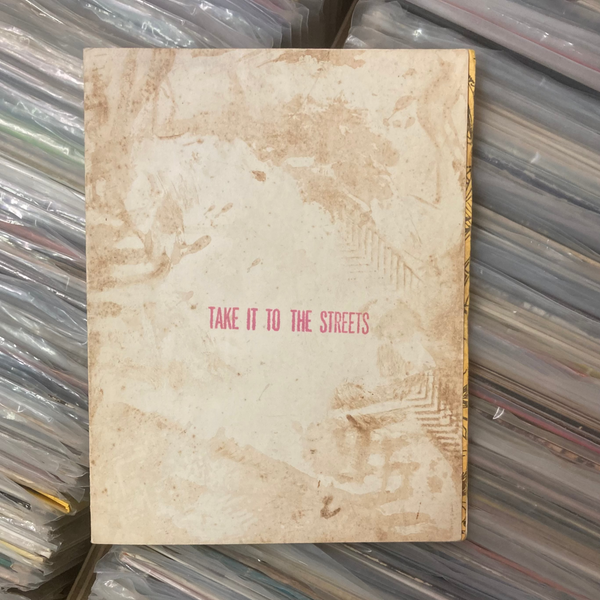 TAKE IT TO THE STREETS